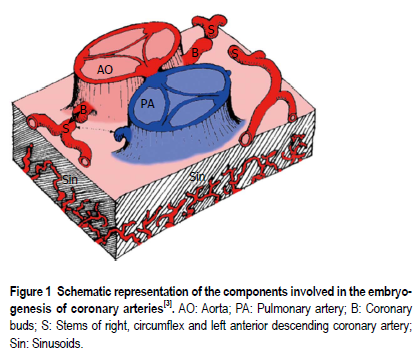 S
S
B
AO
PA
B
S
Sin
Sin
Figure 1 Schematic representation of the components involved in the embryo-
genesis of coronary arteries[3]. AO: Aorta; PA: Pulmonary artery; B: Coronary
buds; S: Stems of right, circumflex and left anterior descending coronary artery;
Sin: Sinusoids.